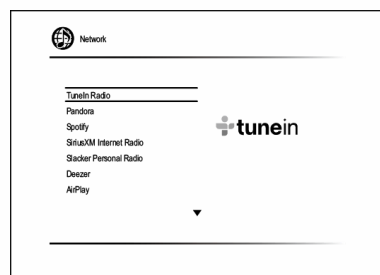 Network
TuneIn Radio
Pandora
Spotify
SiriusXM Internet Radio
Slacker Personal Radio
Deezer
AirPlay
tunein